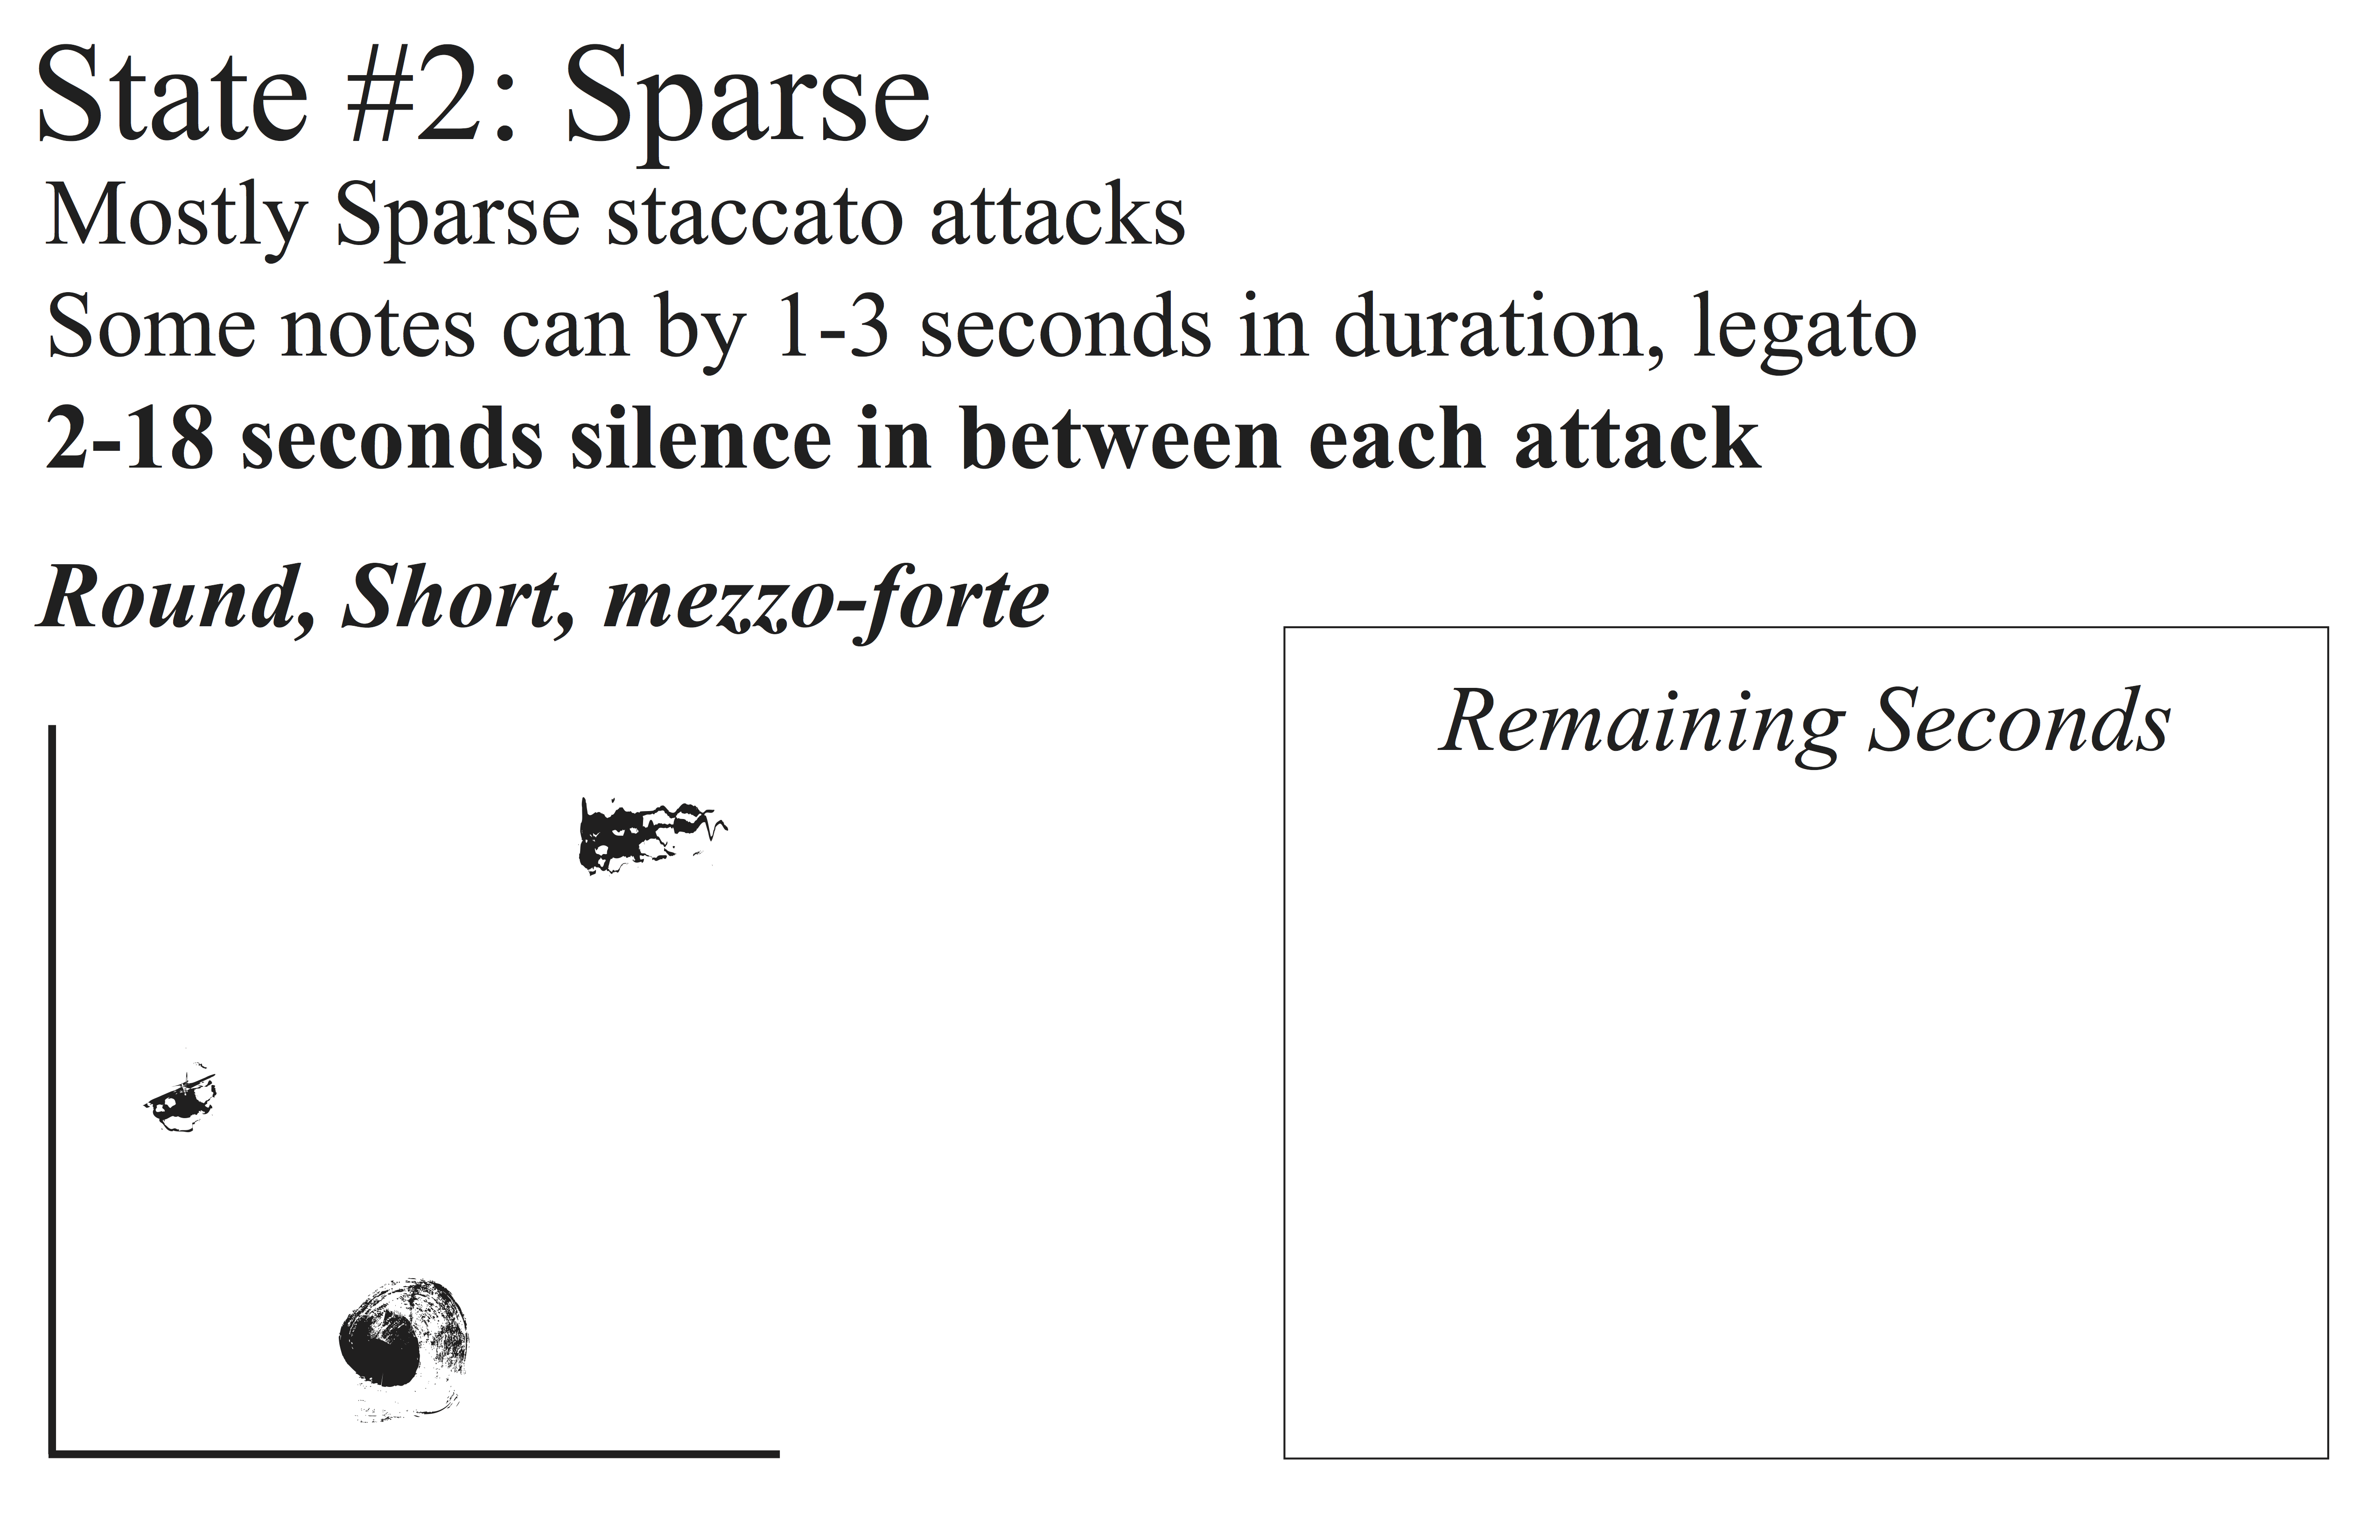 State #2: Sparse
Mostly Sparse staccato attacks
Some notes can by 1-3 seconds in duration, legato
2-18 seconds silence in between each attack
Round, Short, mezzo-forte
Remaining Seconds